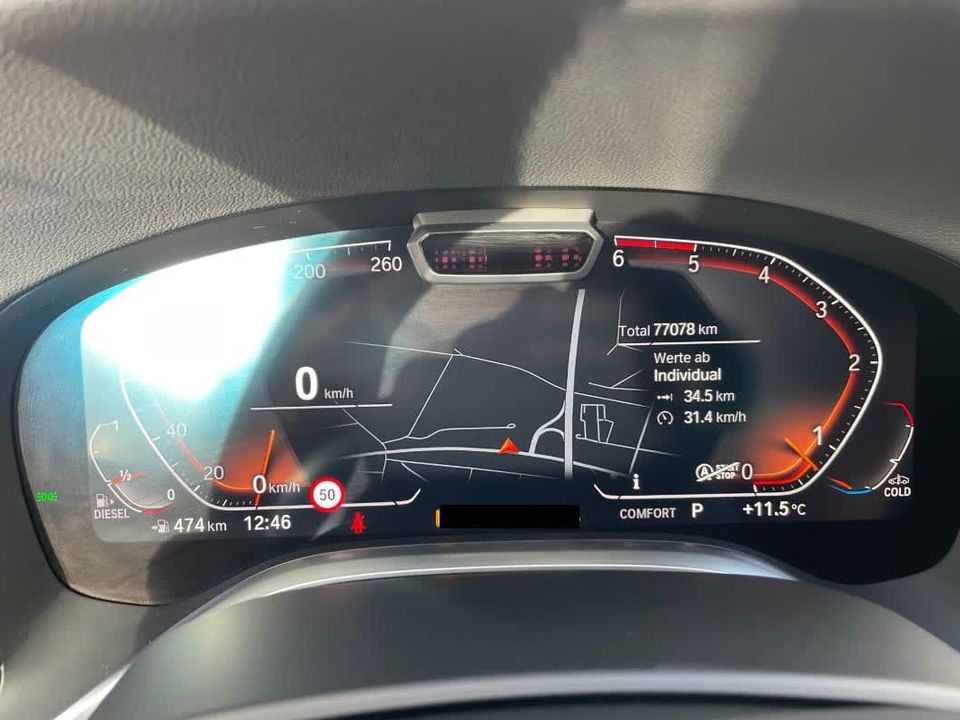 200
260
6
5
4
3
2
1
0
Total 77078 km
Werte ab
Individual
34.5 km
31.4 km/h
0 km/h
40
20
0 km/h
50
1/2
0
DIESEL
474 km
12:46
A
STOP
i
COMFORT P
+11.5°C
COLD